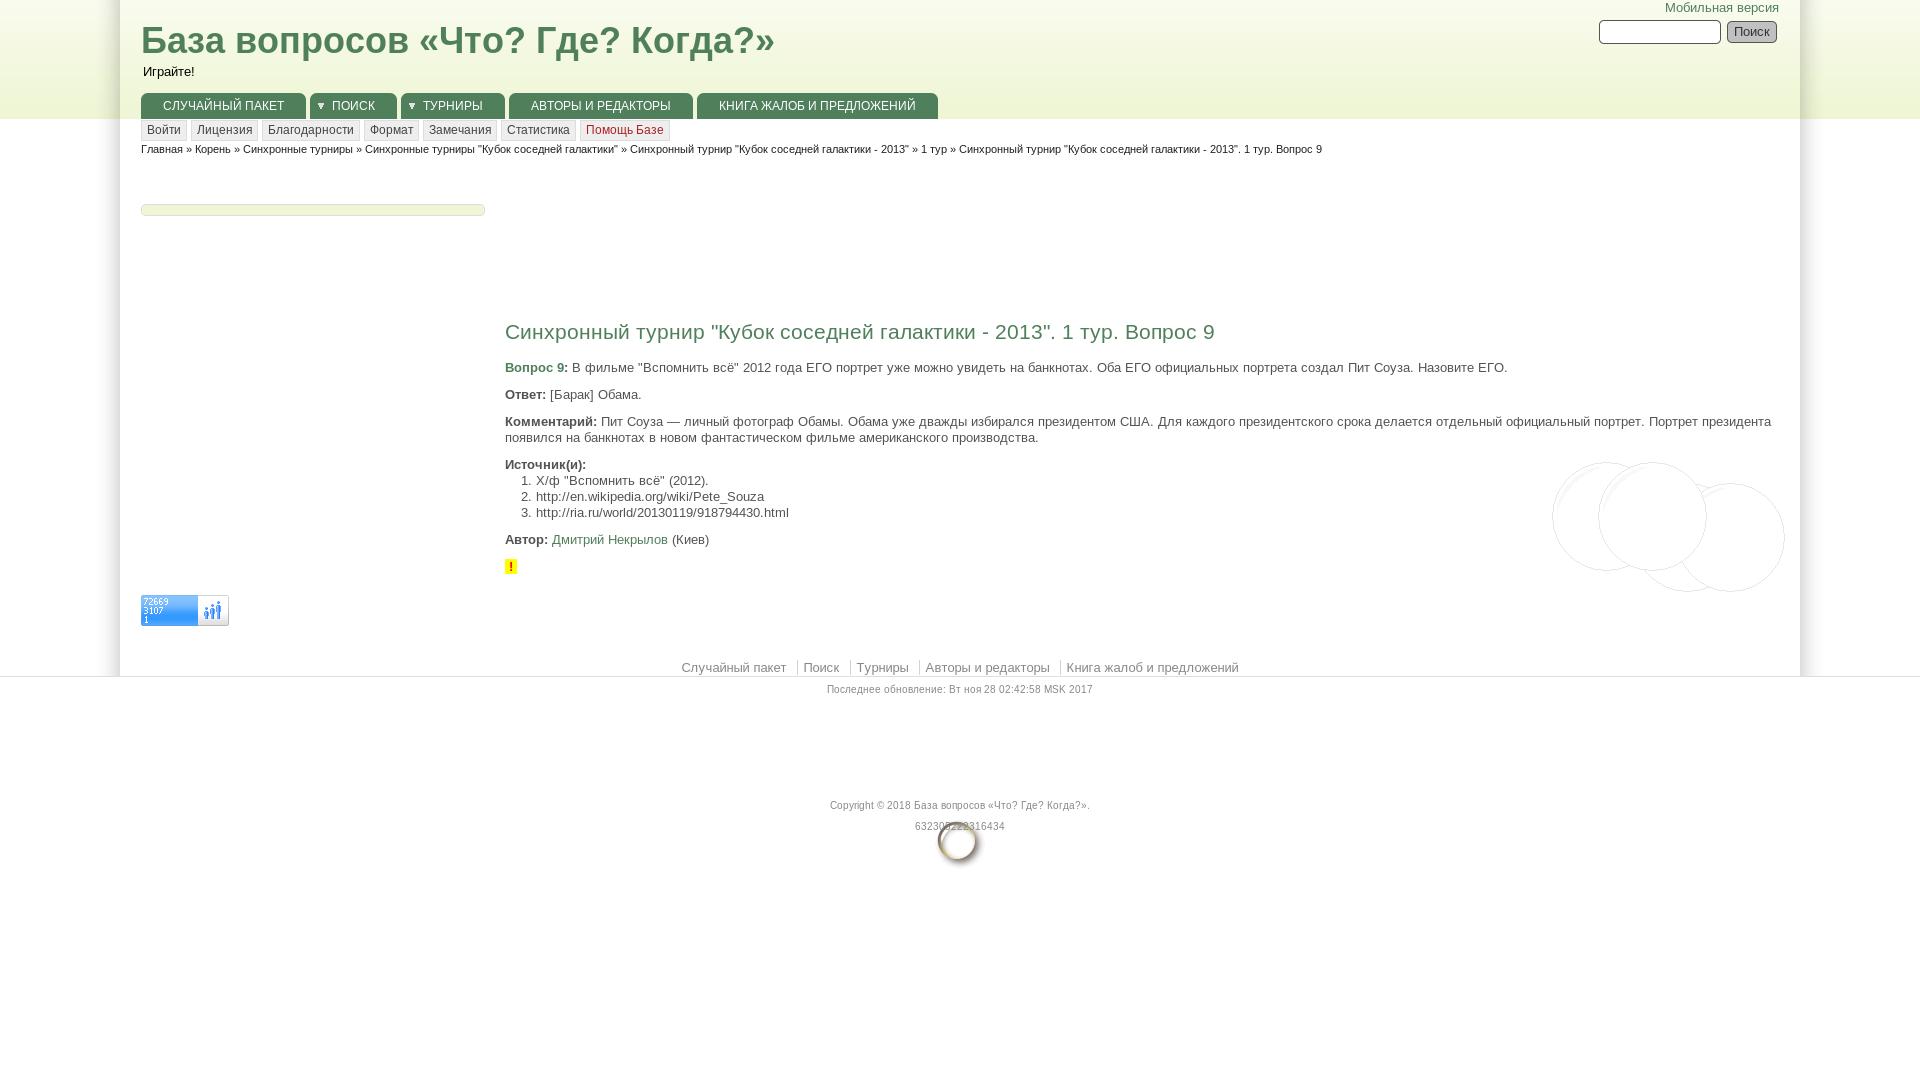 Мобильная версия
База вопросов «Что? Где? Когда?»
Поиск
Играйте!
СЛУЧАЙНЫЙ ПАКЕТ ПОИСК ТУРНИРЫ АВТОРЫ И РЕДАКТОРЫ КНИГА ЖАЛОБ И ПРЕДЛОЖЕНИЙ
Войти Лицензия Благодарности Формат Замечания Статистика Помощь Базе
Главная » Корень » Синхронные турниры » Синхронные турниры "Кубок соседней галактики" » Синхронный турнир "Кубок соседней галактики - 2013" » 1 тур » Синхронный турнир "Кубок соседней галактики - 2013". 1 тур. Вопрос 9
Синхронный турнир "Кубок соседней галактики - 2013". 1 тур. Вопрос 9
Вопрос 9: В фильме "Вспомнить всё" 2012 года ЕГО портрет уже можно увидеть на банкнотах. Оба ЕГО официальных портрета создал Пит Соуза. Назовите ЕГО.
Ответ: [Барак] Обама.
Комментарий: Пит Соуза — личный фотограф Обамы. Обама уже дважды избирался президентом США. Для каждого президентского срока делается отдельный официальный портрет. Портрет президента
появился на банкнотах в новом фантастическом фильме американского производства.
Источник(и):
1. Х/ф "Вспомнить всё" (2012).
2. http://en.wikipedia.org/wiki/Pete_Souza
3. http://ria.ru/world/20130119/918794430.html
Автор: Дмитрий Некрылов (Киев)
!
72669
3107
1
Случайный пакет Поиск Турниры Авторы и редакторы Книга жалоб и предложений
Последнее обновление: Вт ноя 28 02:42:58 MSK 2017
Copyright © 2018 База вопросов «Что? Где? Когда?».